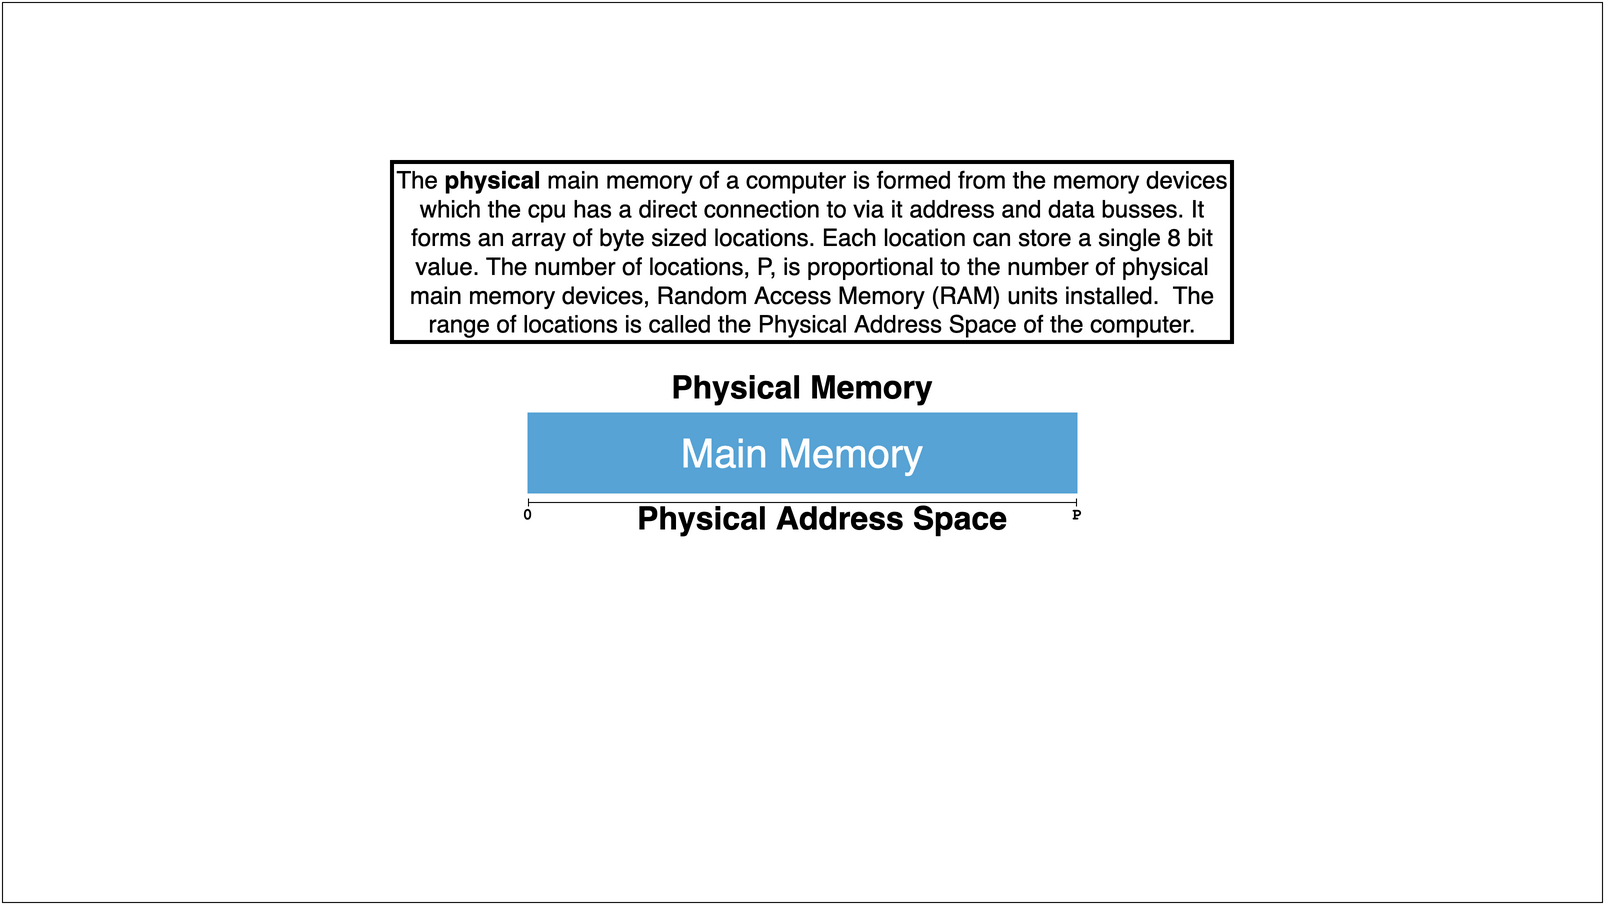 The physical main memory of a computer is formed from the memory devices
which the cpu has a direct connection to via it address and data busses. It
forms an array of byte sized locations. Each location can store a single 8 bit
value. The number of locations, P, is proportional to the number of physical
main memory devices, Random Access Memory (RAM) units installed.  The
range of locations is called the Physical Address Space of the computer.
Physical Memory
Main Memory
0 Physical Address Space P